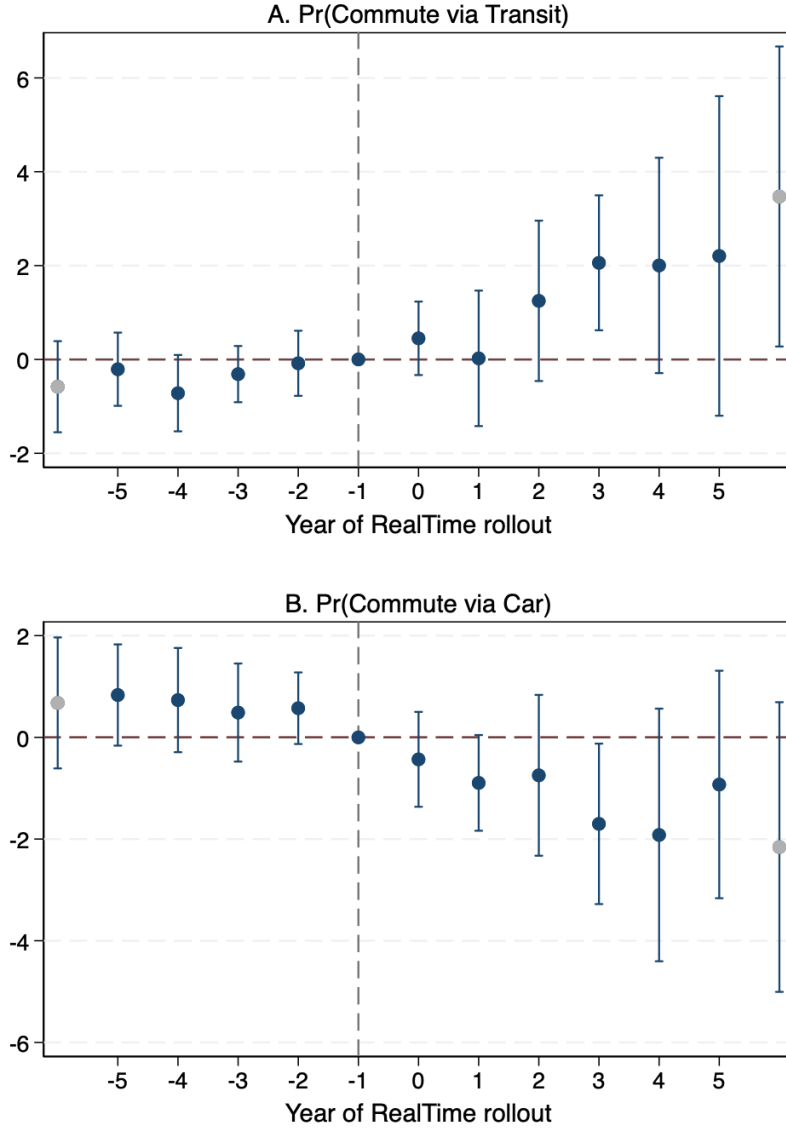 A. Pr(Commute via Transit)
6
4
2
0
-2
-5 -4 -3 -2 -1 0 1 2 3 4 5
Year of RealTime rollout
B. Pr(Commute via Car)
2
0
-2
-4
-6
-5 -4 -3 -2 -1 0 1 2 3 4 5
Year of RealTime rollout